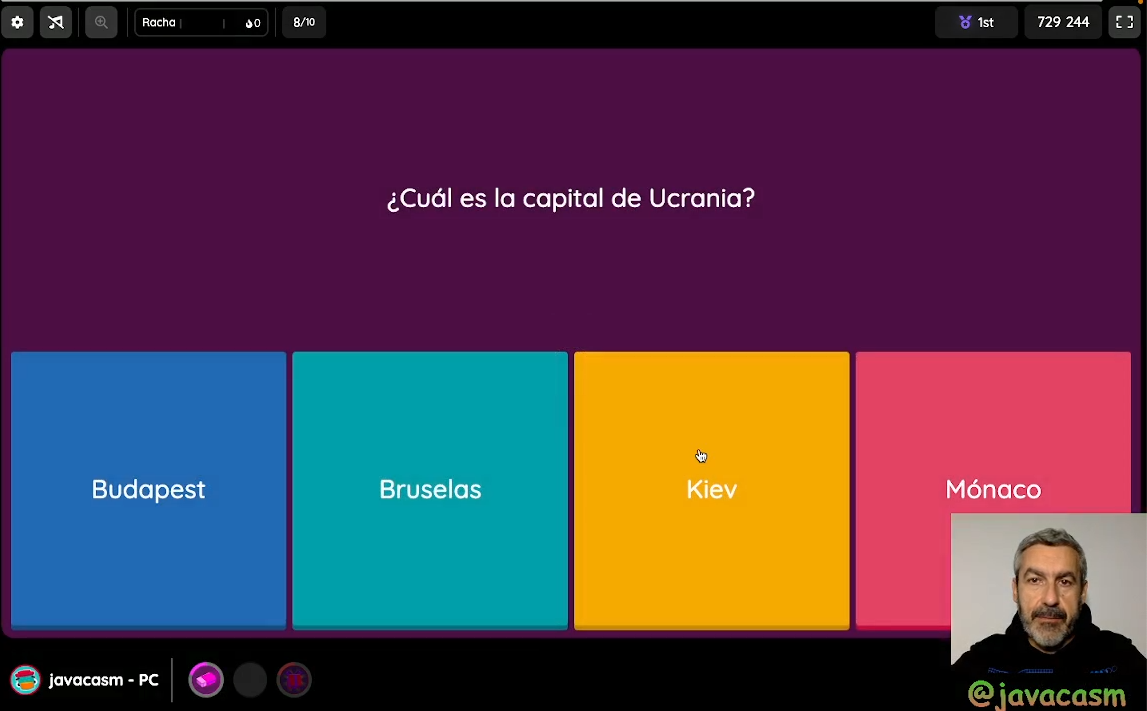 Racha 0 8/10 1st 729 244
¿Cuál es la capital de Ucrania?
Budapest Bruselas Kiev Mónaco
javacasm - PC
@javacasm